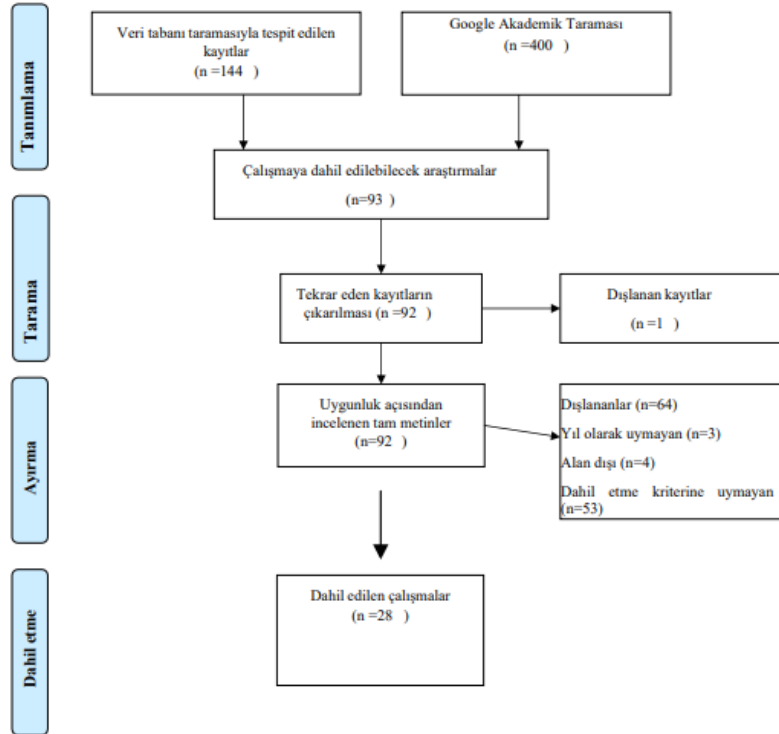 Tanımlama
Veri tabanı taramasıyla tespit edilen
kayıtlar
(n =144 )
Google Akademik Taraması
(n =400 )
Çalışmaya dahil edilebilecek araştırmalar
(n=93 )
Tarama
Tekrar eden kayıtların
çıkarılması (n =92 )
Dışlanan kayıtlar
(n =1 )
Ayırma
Uygunluk açısından
incelenen tam metinler
(n=92 )
Dışlananlar (n=64)
Yıl olarak uymayan (n=3)
Alan dışı (n=4)
Dahil etme kriterine uymayan
(n=53)
Dahil etme
Dahil edilen çalışmalar
(n =28 )